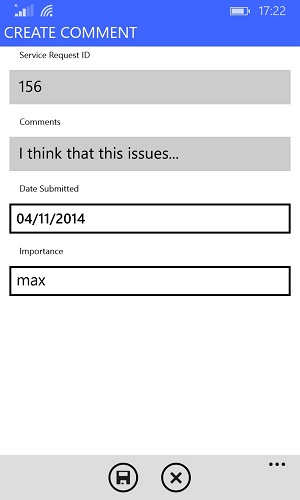 17:22
CREATE COMMENT
Service Request ID
156
Comments
I think that this issues...
Date Submitted
04/11/2014
Importance
max